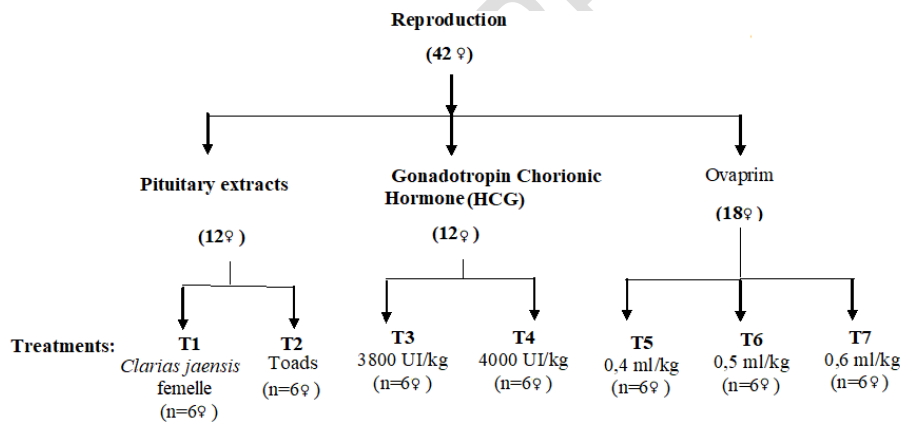 Reproduction
(42 ♀)
Pituitary extracts
(12♀ )
Gonadotropin Chorionic
Hormone (HCG)
(12♀ )
Ovaprim
(18♀ )
Treatments:
T1
Clarias jaensis
femelle
(n=6♀ )
T2
Toads
(n=6♀ )
T3
3800 UI/kg
(n=6♀ )
T4
4000 UI/kg
(n=6♀ )
T5
0,4 ml/kg
(n=6♀ )
T6
0,5 ml/kg
(n=6♀ )
T7
0,6 ml/kg
(n=6♀ )